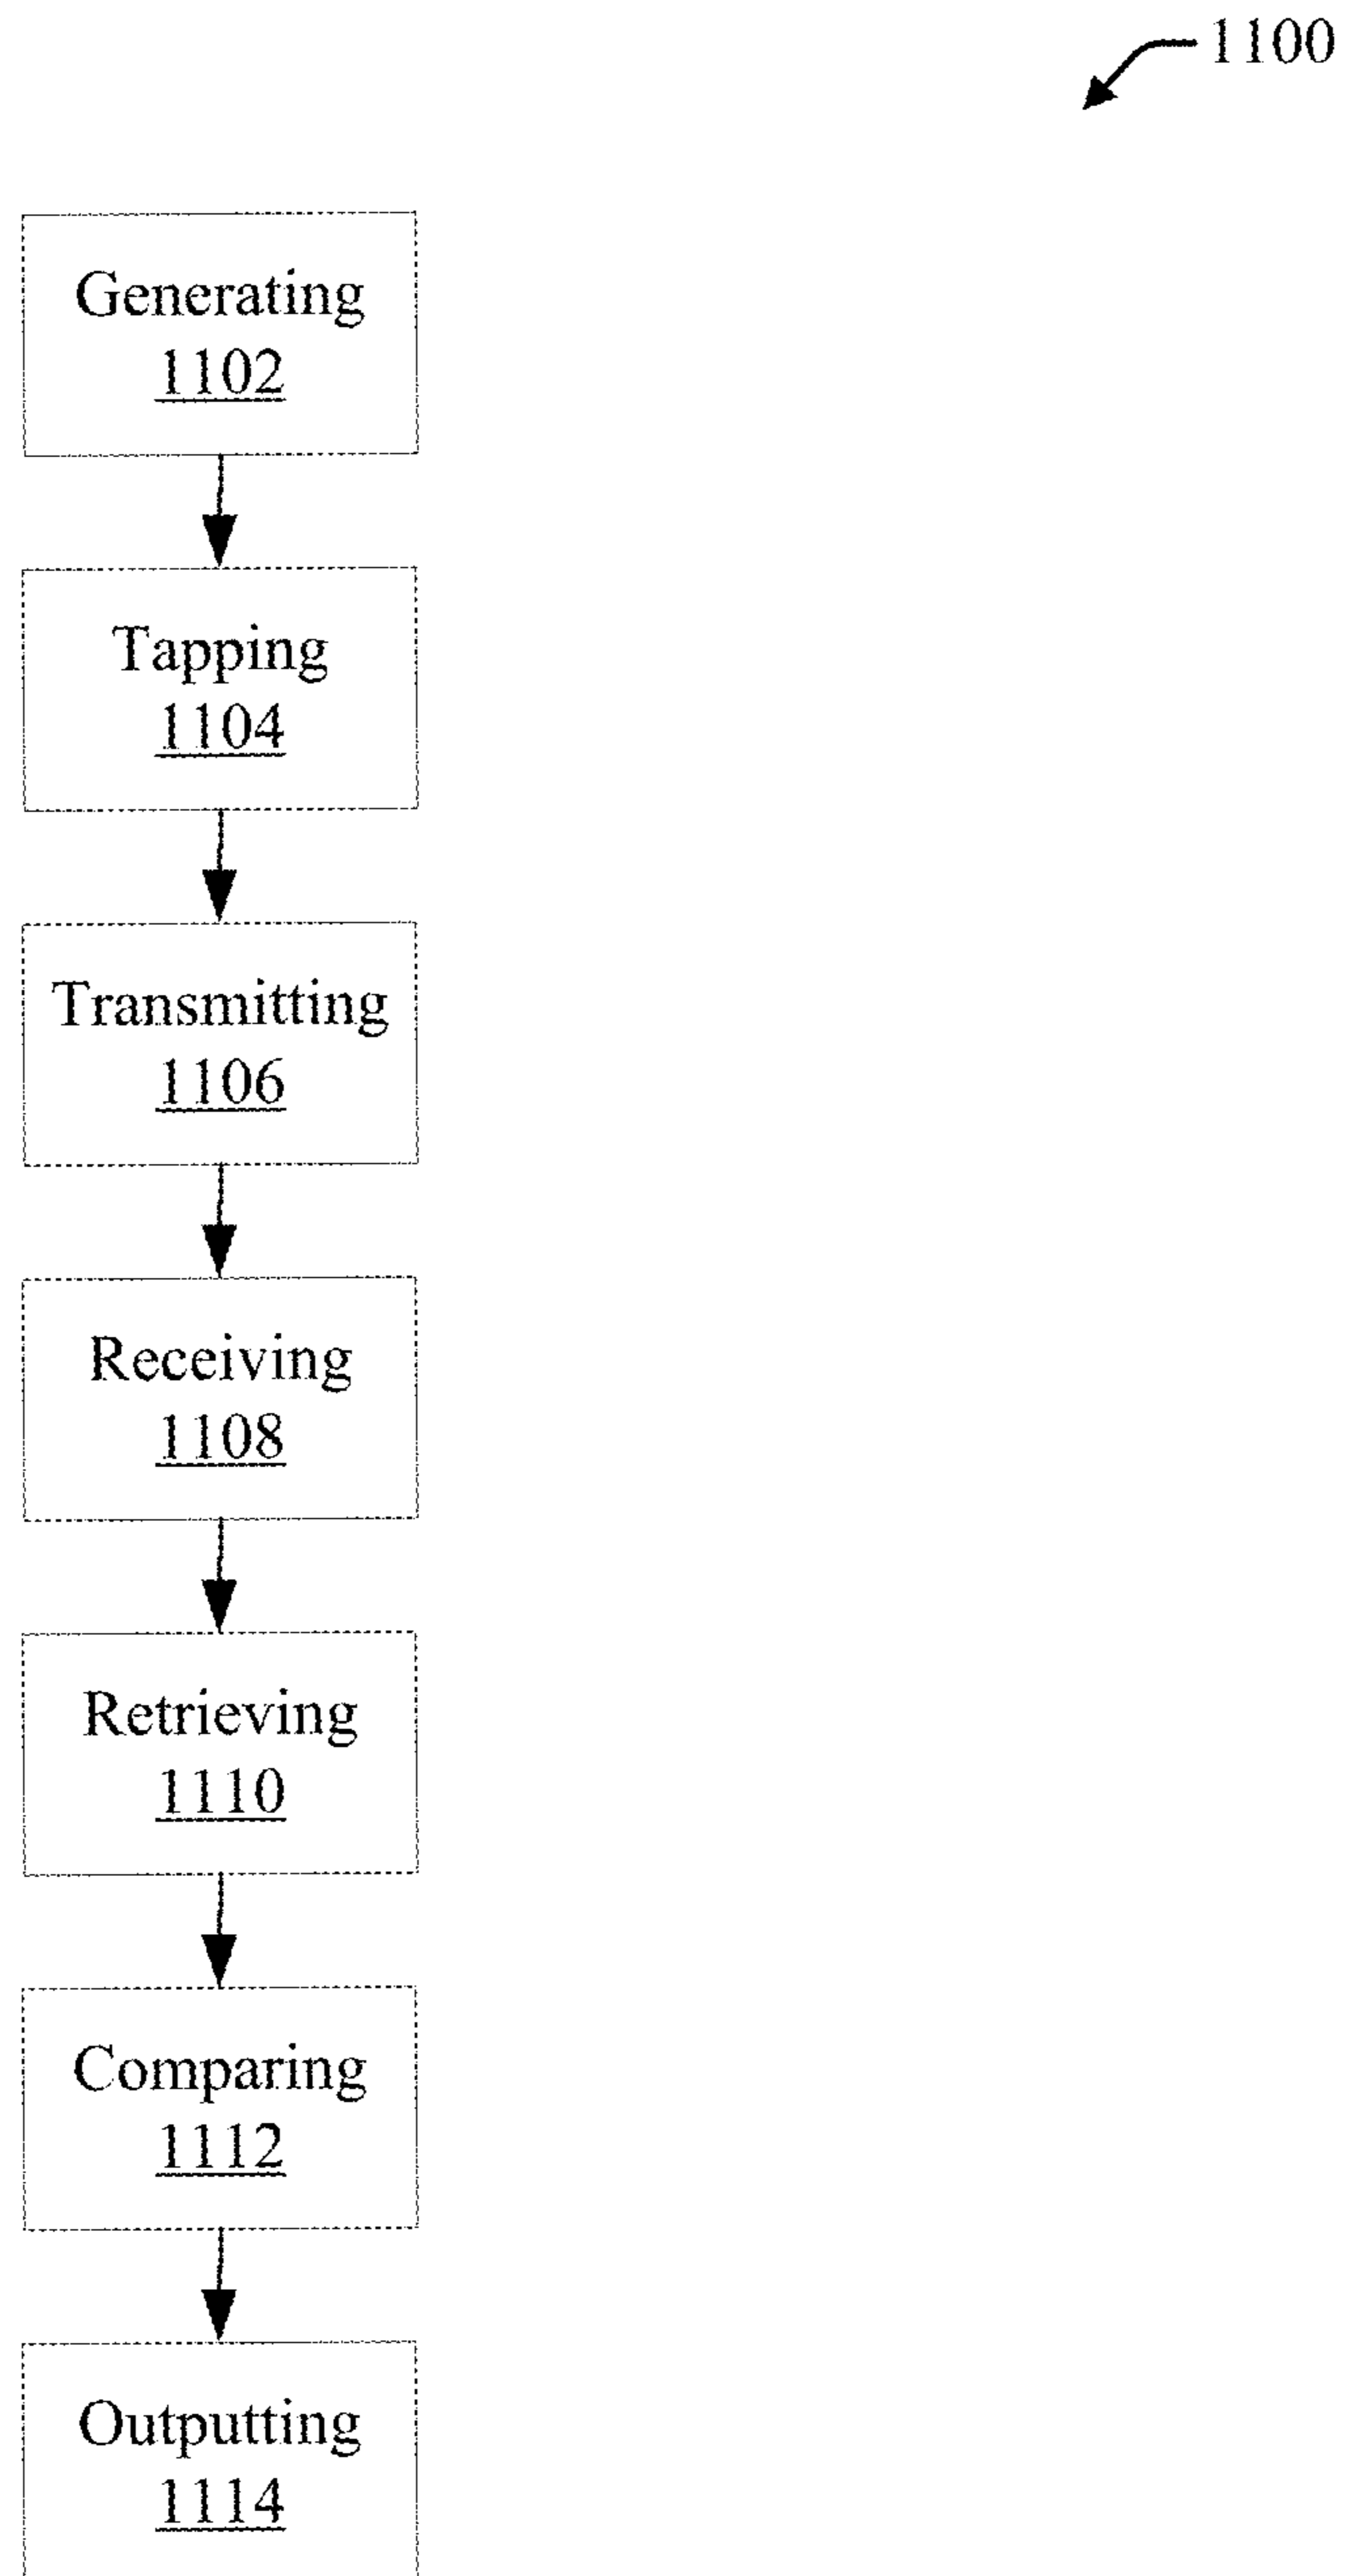 1100
Generating
1102
Tapping
1104
Transmitting
1106
Receiving
1108
Retrieving
1110
Comparing
1112
Outputting
1114